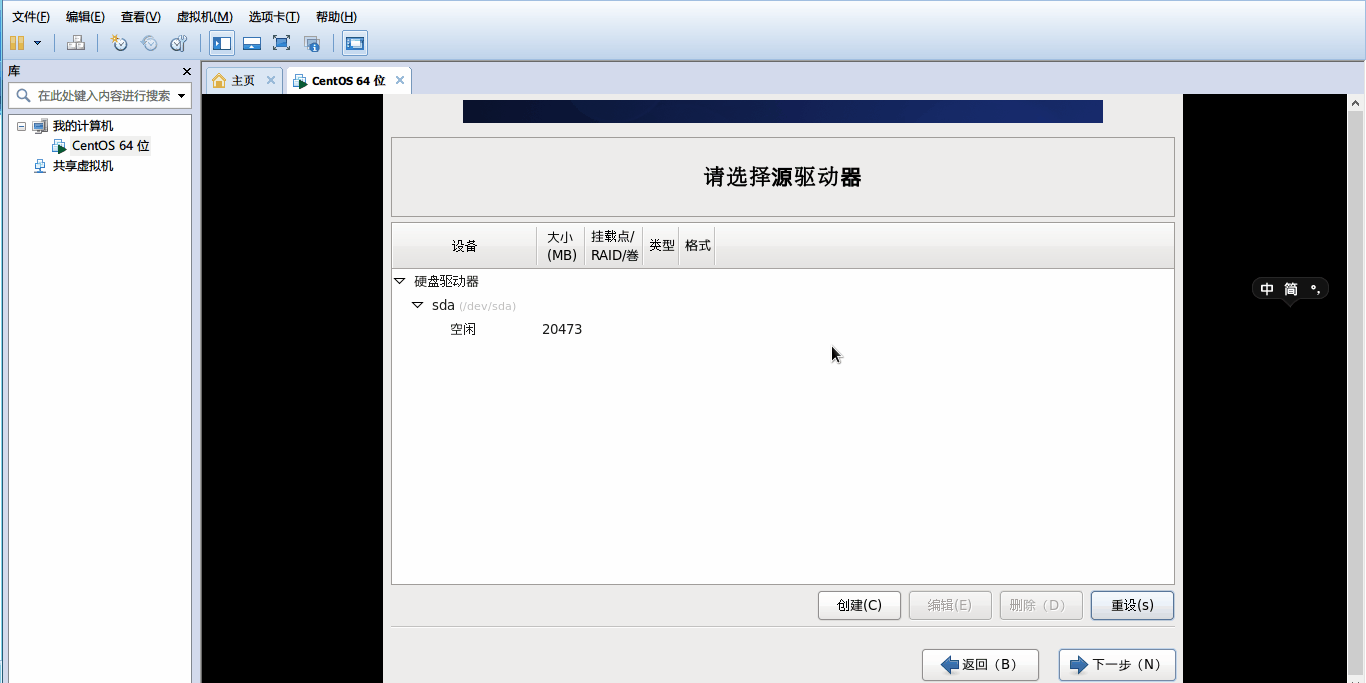 文件(F) 编辑(E) 查看(V) 虚拟机(M) 选项卡(T) 帮助(H)
库
在此处键入内容进行搜索
我的计算机
CentOS 64 位
共享虚拟机
主页 CentOS 64 位
请选择源驱动器
设备 大小 (MB) 挂载点/ RAID/卷 类型 格式
硬盘驱动器
sda (/dev/sda)
空闲 20473
中 简 °,
创建(C) 编辑(E) 删除（D） 重设(s)
返回（B） 下一步（N）